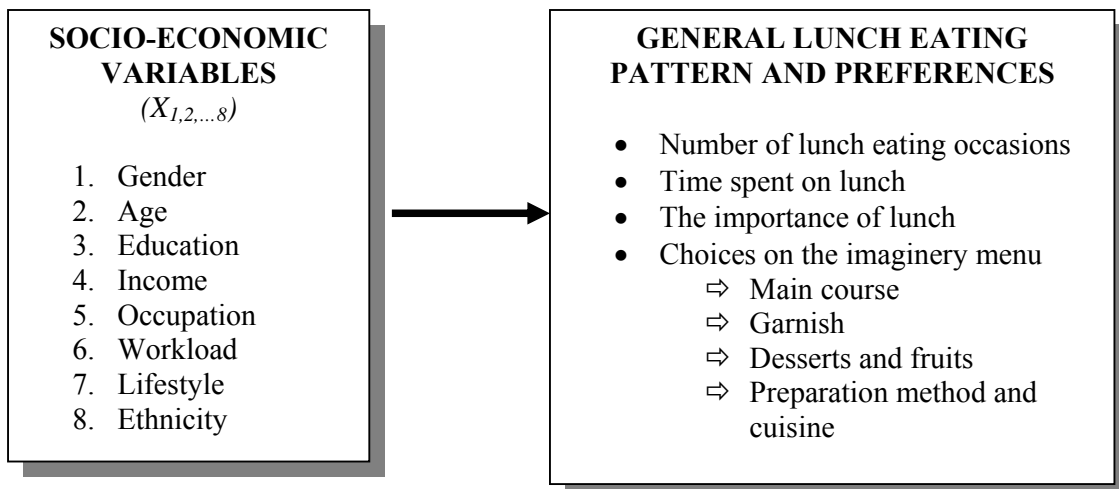 SOCIO-ECONOMIC
VARIABLES
(X1,2,...8)
1. Gender
2. Age
3. Education
4. Income
5. Occupation
6. Workload
7. Lifestyle
8. Ethnicity
GENERAL LUNCH EATING
PATTERN AND PREFERENCES
• Number of lunch eating occasions
• Time spent on lunch
• The importance of lunch
• Choices on the imaginery menu
⇨ Main course
⇨ Garnish
⇨ Desserts and fruits
⇨ Preparation method and
cuisine